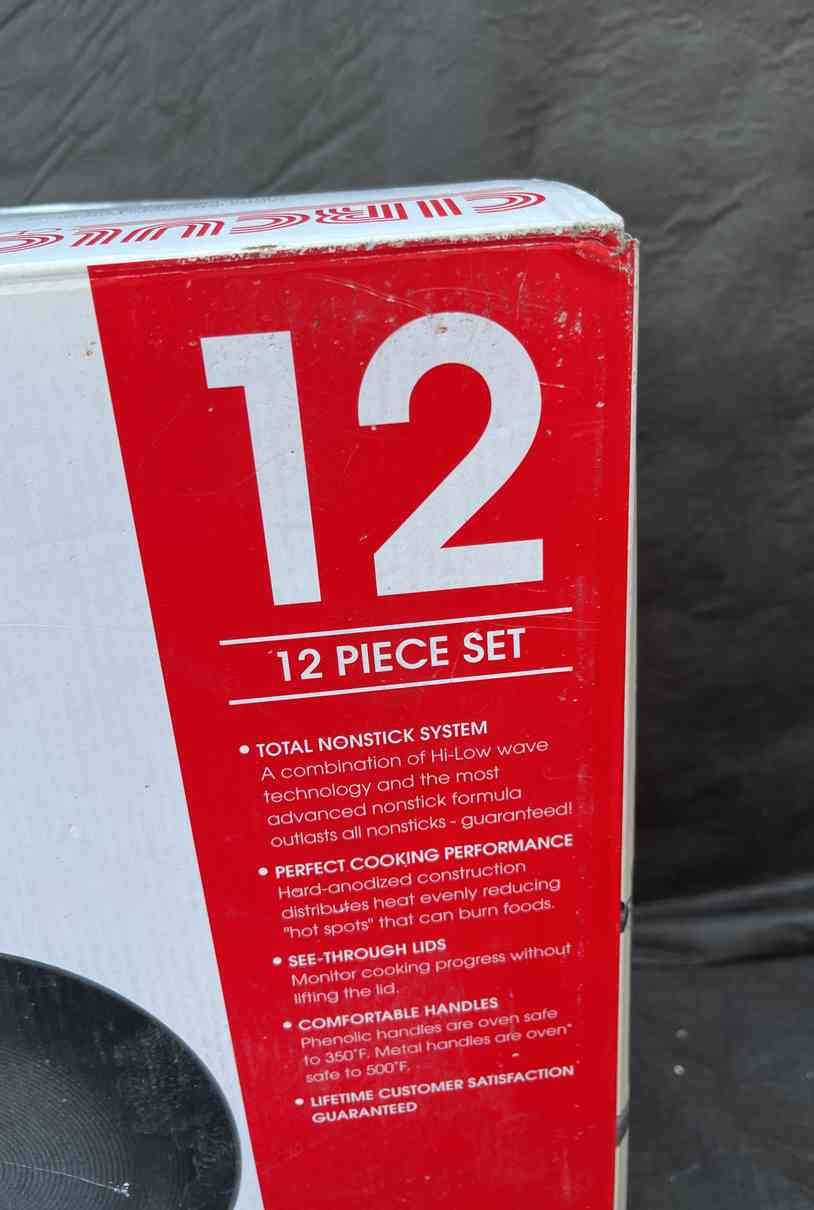 CIRCULUS
12
12 PIECE SET
• TOTAL NONSTICK SYSTEM
A combination of Hi-Low wave
technology and the most
advanced nonstick formula
outlasts all nonsticks - guaranteed!
• PERFECT COOKING PERFORMANCE
Hard-anodized construction
distributes heat evenly reducing
"hot spots" that can burn foods.
• SEE-THROUGH LIDS
Monitor cooking progress without
lifting the lid.
• COMFORTABLE HANDLES
Phenolic handles are oven safe
to 350°F. Metal handles are oven
safe to 500°F.
• LIFETIME CUSTOMER SATISFACTION
GUARANTEED